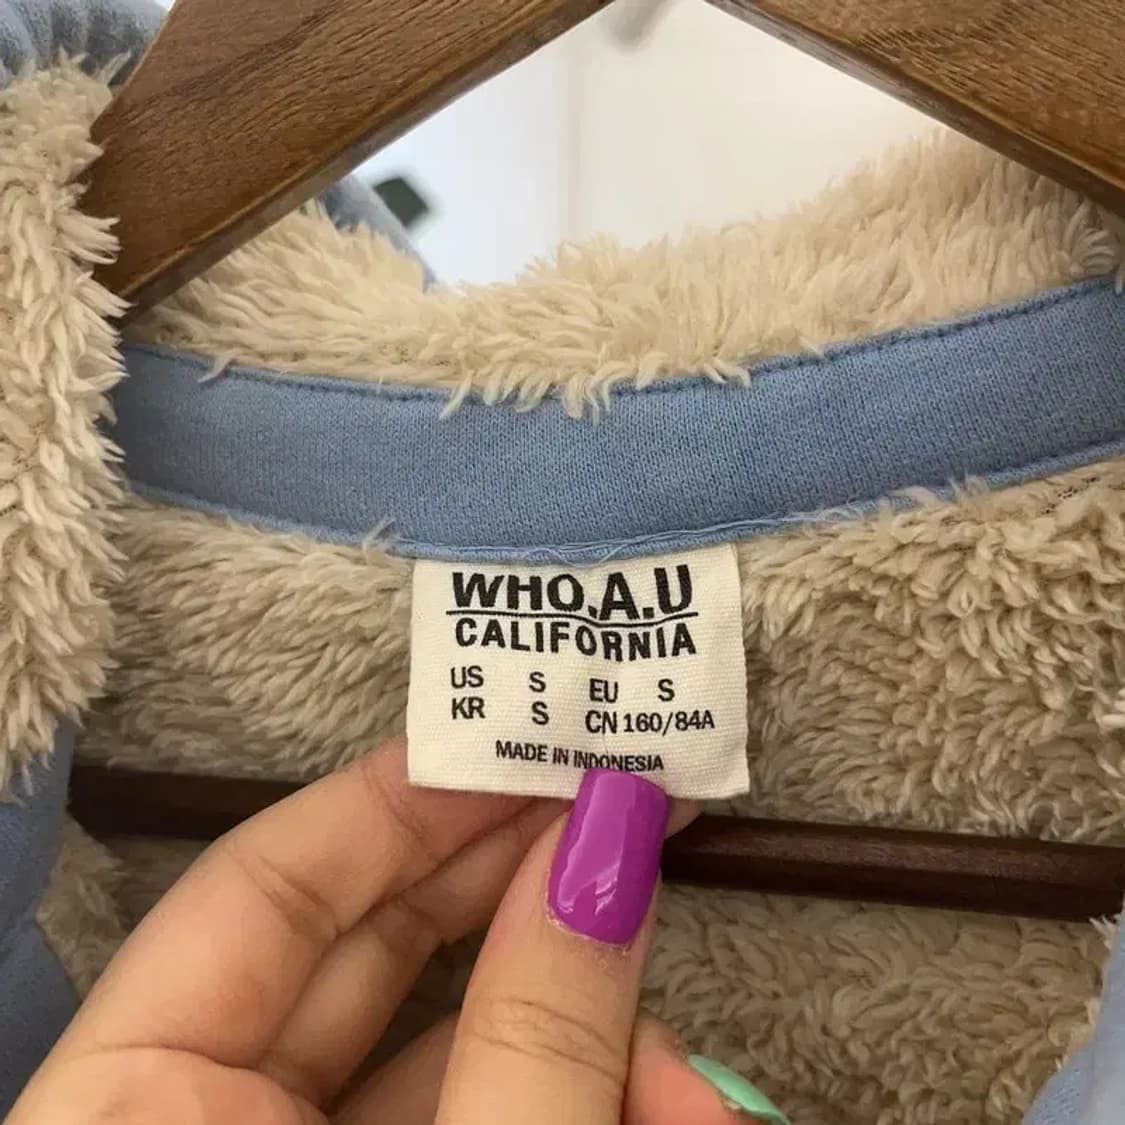 WHO.A.U
CALIFORNIA
US S EU S
KR S CN 160/84A
MADE IN INDONESIA